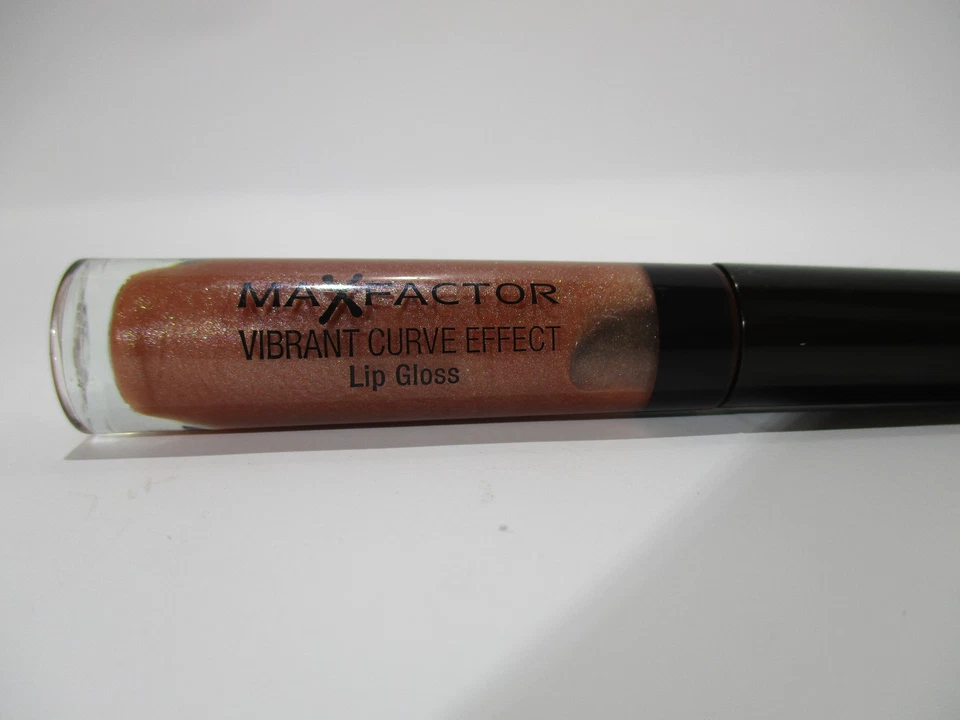 MAXFACTOR
VIBRANT CURVE EFFECT
Lip Gloss